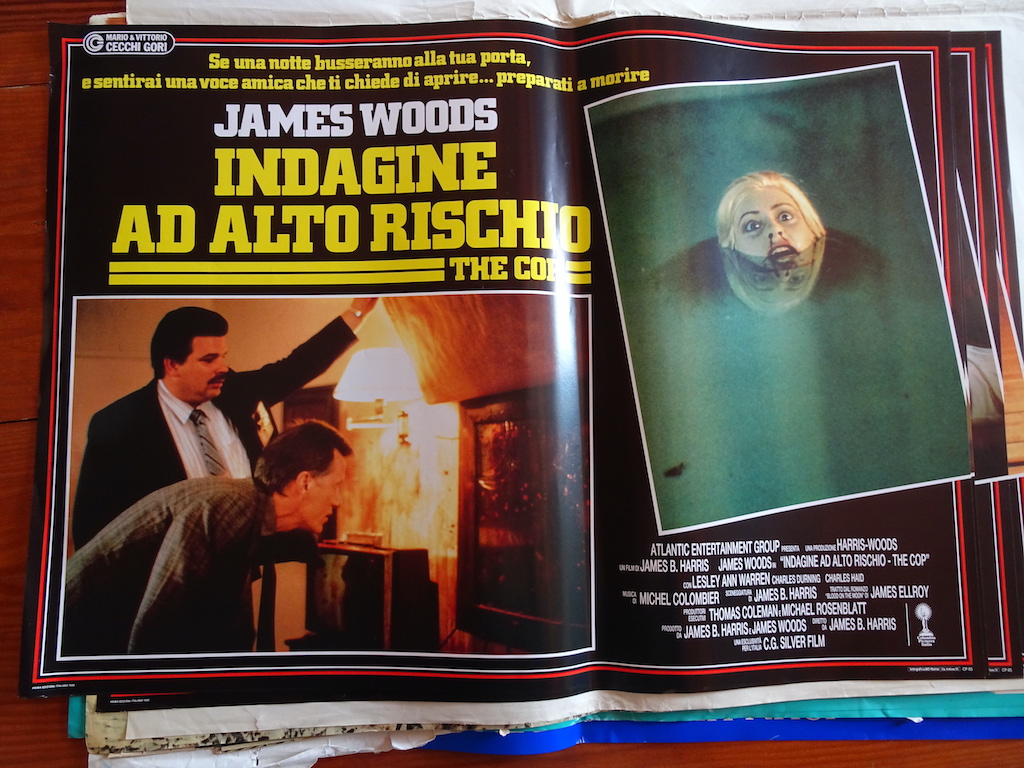 MARIO & VITTORIO
CECCHI GORI
Se una notte busseranno alla tua porta,
e sentirai una voce amica che ti chiede di aprire... preparati a morire
JAMES WOODS
INDAGINE
AD ALTO RISCHIO
THE COP
ATLANTIC ENTERTAINMENT GROUP PRESENTA UNA PRODUZIONE HARRIS-WOODS
UN FILM DI JAMES B. HARRIS JAMES WOODS IN "INDAGINE AD ALTO RISCHIO - THE COP"
CON LESLEY ANN WARREN CHARLES DURNING CHARLES HAID
MUSICA DI MICHEL COLOMBIER SCENEGGIATURA DI JAMES B. HARRIS TRATTO DAL ROMANZO "BLOOD ON THE MOON" DI JAMES ELLROY
PRODUTTORI ESECUTIVI THOMAS COLEMAN E MICHAEL ROSENBLATT
PRODOTTO DA JAMES B. HARRIS E JAMES WOODS DIRETTO DA JAMES B. HARRIS
UNA ESCLUSIVITÀ PER L'ITALIA C.G. SILVER FILM